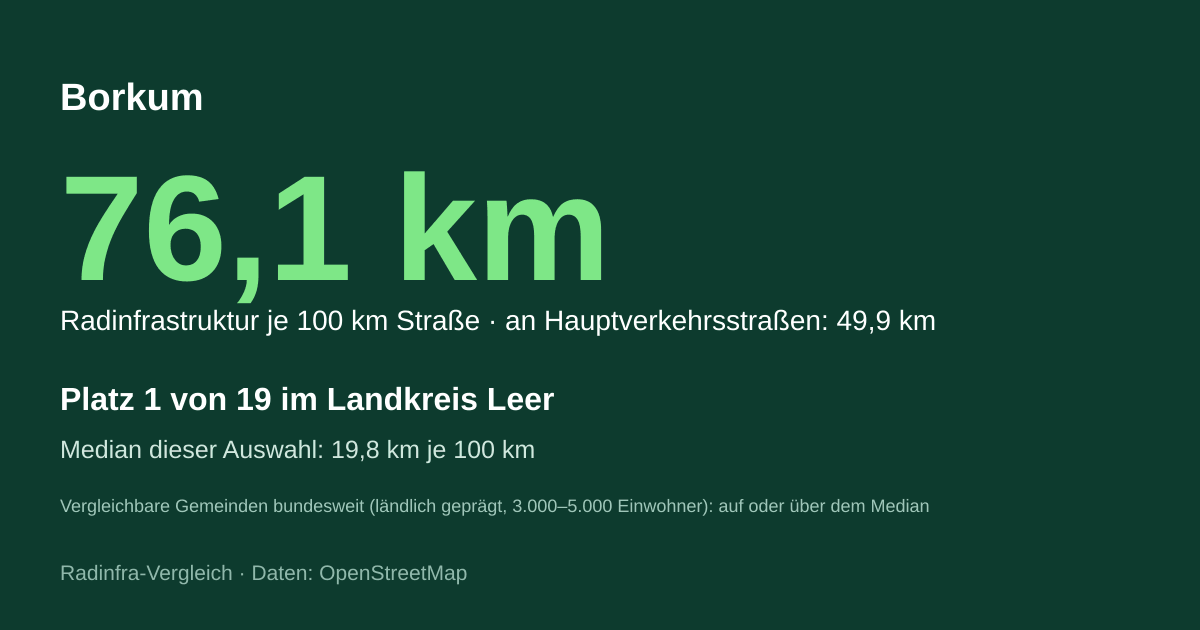 Borkum
76,1 km
Radinfrastruktur je 100 km Straße · an Hauptverkehrsstraßen: 49,9 km
Platz 1 von 19 im Landkreis Leer
Median dieser Auswahl: 19,8 km je 100 km
Vergleichbare Gemeinden bundesweit (ländlich geprägt, 3.000–5.000 Einwohner): auf oder über dem Median
Radinfra-Vergleich · Daten: OpenStreetMap